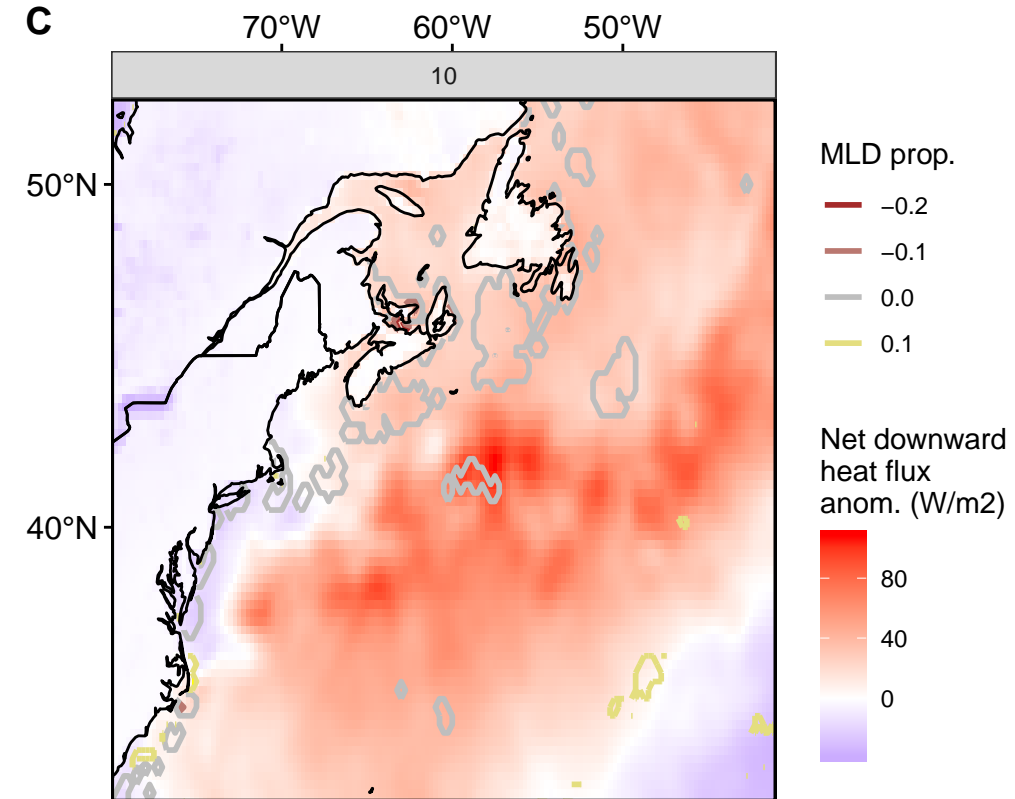 C
70°W 60°W 50°W
10
50°N
40°N
MLD prop.
−0.2
−0.1
0.0
0.1
Net downward
heat flux
anom. (W/m2)
80
40
0